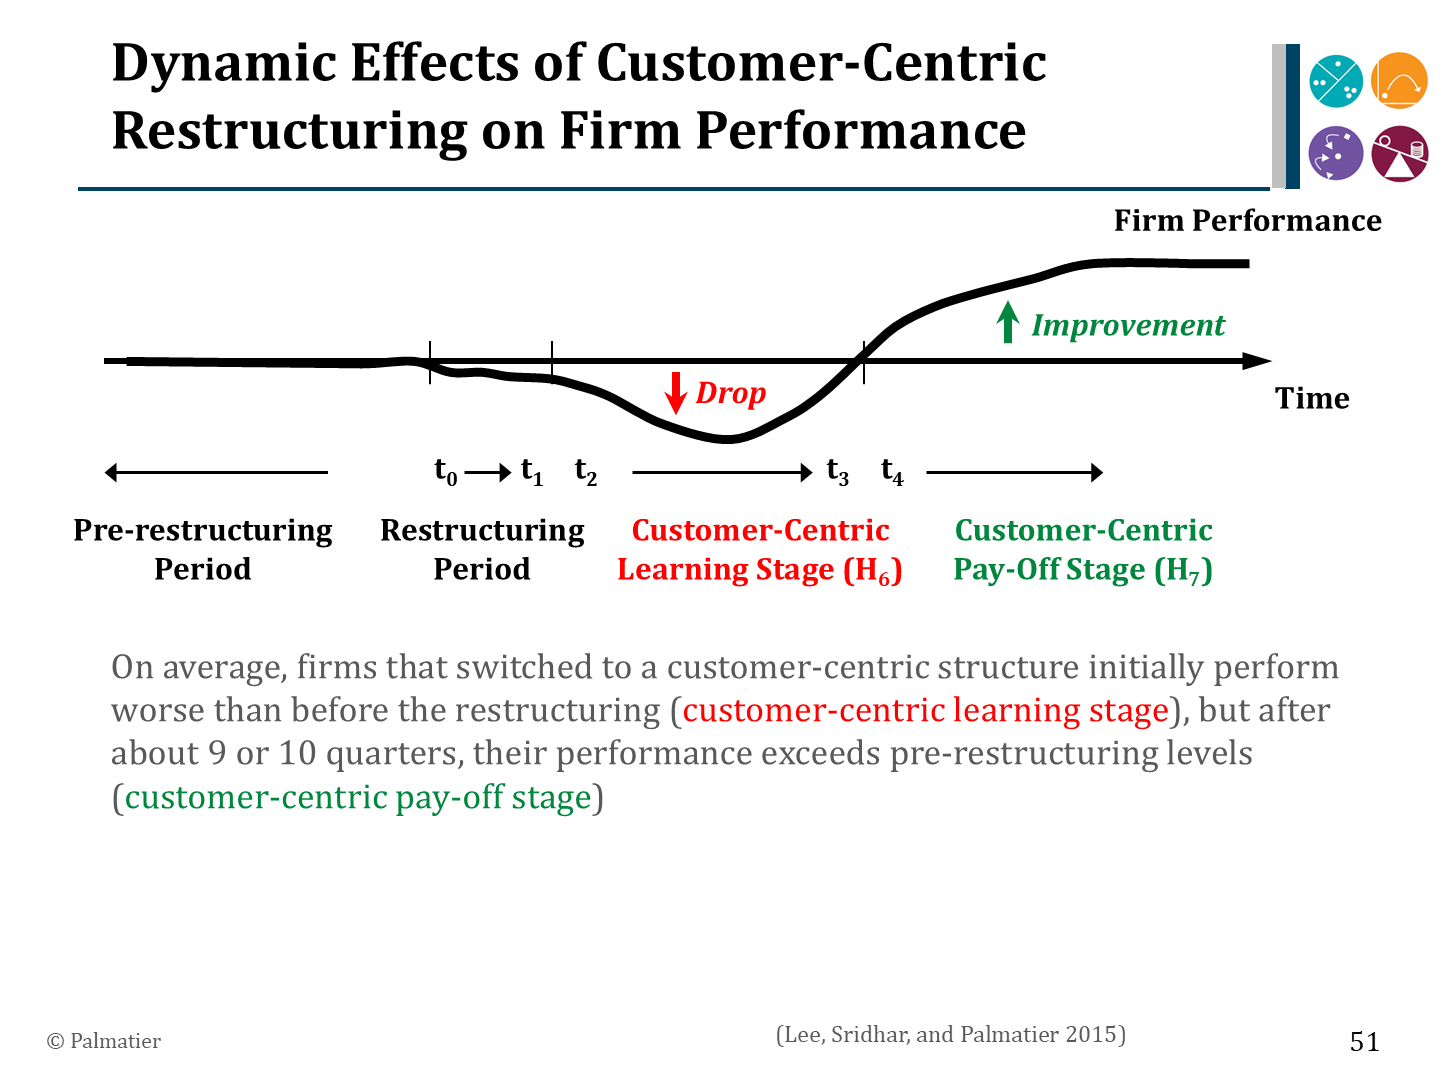 Dynamic Effects of Customer-Centric
Restructuring on Firm Performance
Firm Performance
Improvement
Drop
Time
t0 t1 t2 t3 t4
Pre-restructuring
Period
Restructuring
Period
Customer-Centric
Learning Stage (H6)
Customer-Centric
Pay-Off Stage (H7)
On average, firms that switched to a customer-centric structure initially perform
worse than before the restructuring (customer-centric learning stage), but after
about 9 or 10 quarters, their performance exceeds pre-restructuring levels
(customer-centric pay-off stage)
© Palmatier
(Lee, Sridhar, and Palmatier 2015)
51